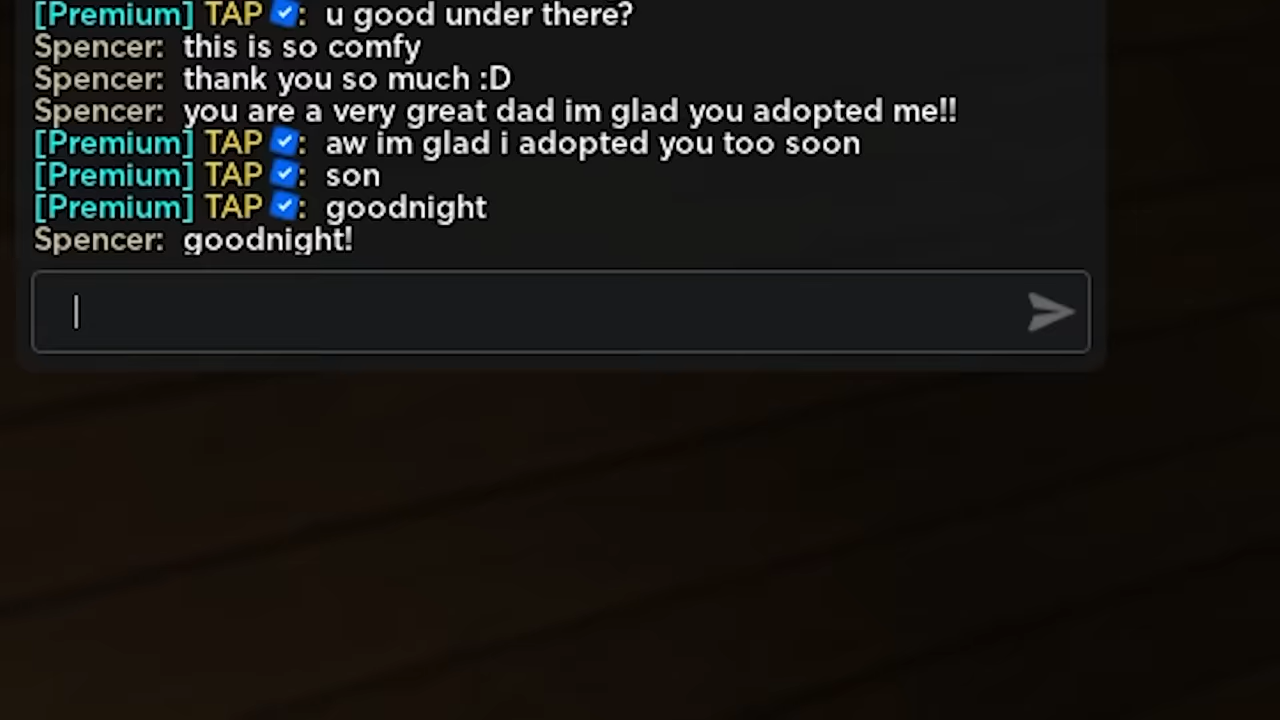 [Premium] TAP: u good under there?
Spencer: this is so comfy
Spencer: thank you so much :D
Spencer: you are a very great dad im glad you adopted me!!
[Premium] TAP: aw im glad i adopted you too soon
[Premium] TAP: son
[Premium] TAP: goodnight
Spencer: goodnight!